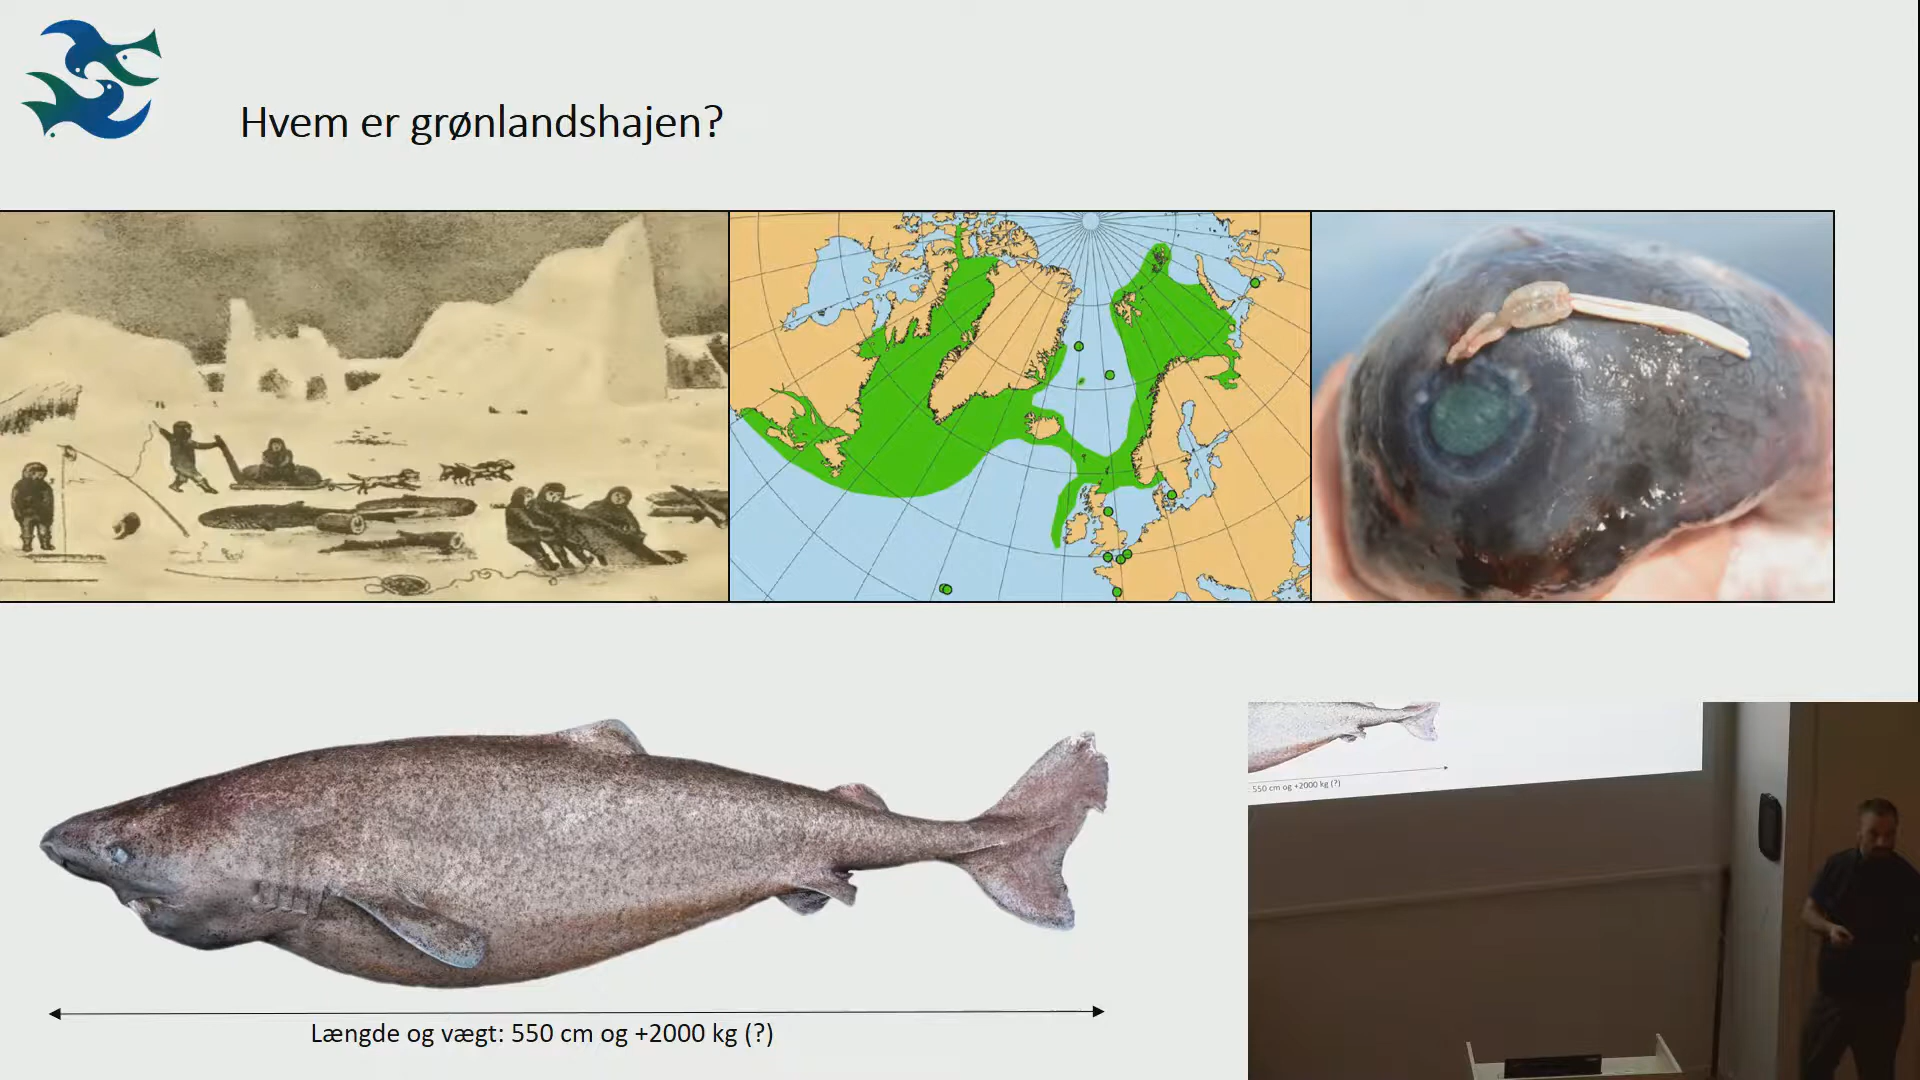 Hvem er grønlandshajen?
Længde og vægt: 550 cm og +2000 kg (?)
550 cm og +2000 kg (?)